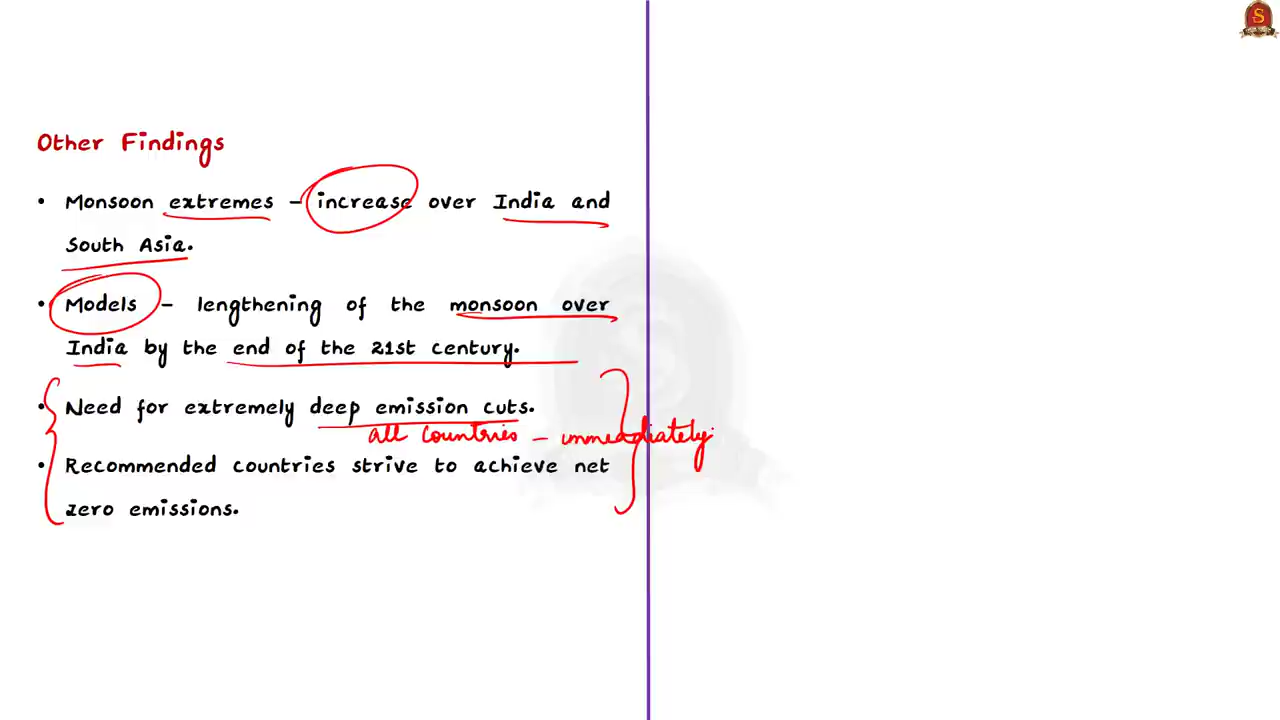 Other Findings
• Monsoon extremes – increase over India and
South Asia.
• Models – lengthening of the monsoon over
India by the end of the 21st century.
• Need for extremely deep emission cuts.
all countries – immediately.
• Recommended countries strive to achieve net
zero emissions.
S